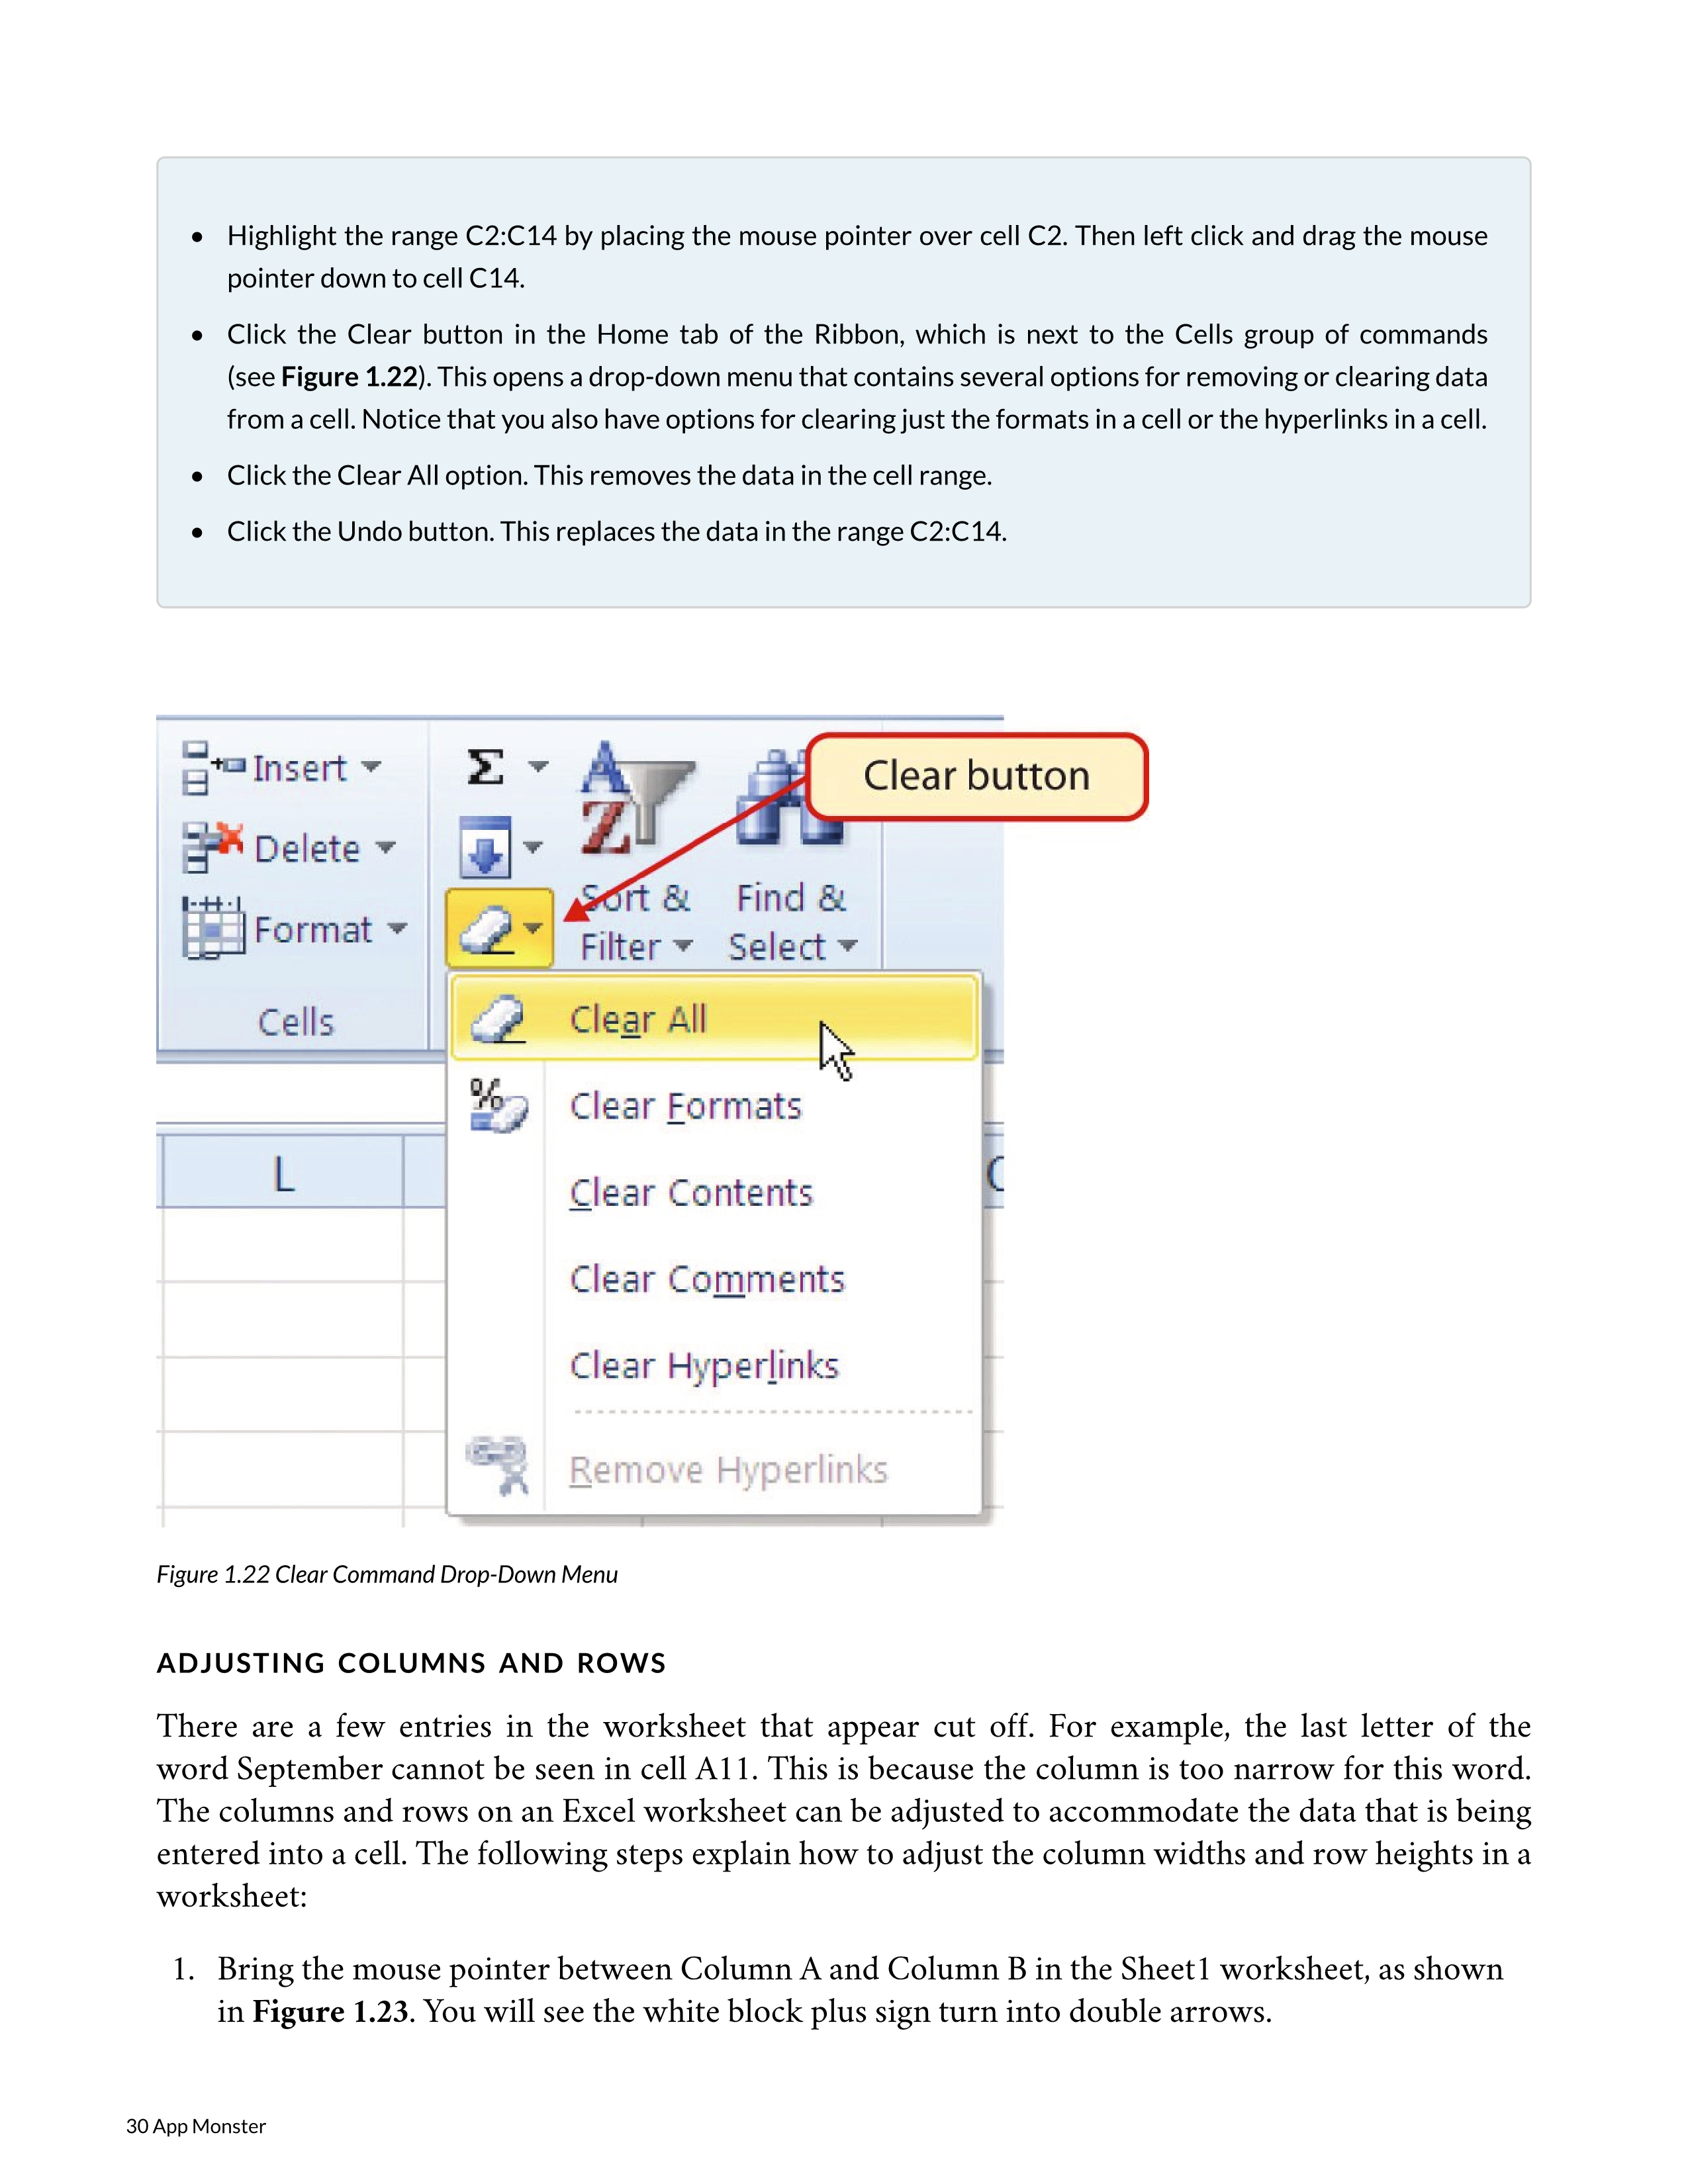 • Highlight the range C2:C14 by placing the mouse pointer over cell C2. Then left click and drag the mouse
pointer down to cell C14.
• Click the Clear button in the Home tab of the Ribbon, which is next to the Cells group of commands
(see Figure 1.22). This opens a drop-down menu that contains several options for removing or clearing data
from a cell. Notice that you also have options for clearing just the formats in a cell or the hyperlinks in a cell.
• Click the Clear All option. This removes the data in the cell range.
• Click the Undo button. This replaces the data in the range C2:C14.
Insert
Delete
Format
Cells
Σ
Sort &
Filter
Find &
Select
Clear button
Clear All
Clear Formats
Clear Contents
Clear Comments
Clear Hyperlinks
Remove Hyperlinks
L
Figure 1.22 Clear Command Drop-Down Menu
ADJUSTING COLUMNS AND ROWS
There are a few entries in the worksheet that appear cut off. For example, the last letter of the
word September cannot be seen in cell A11. This is because the column is too narrow for this word.
The columns and rows on an Excel worksheet can be adjusted to accommodate the data that is being
entered into a cell. The following steps explain how to adjust the column widths and row heights in a
worksheet:
1. Bring the mouse pointer between Column A and Column B in the Sheet1 worksheet, as shown
in Figure 1.23. You will see the white block plus sign turn into double arrows.
30 App Monster